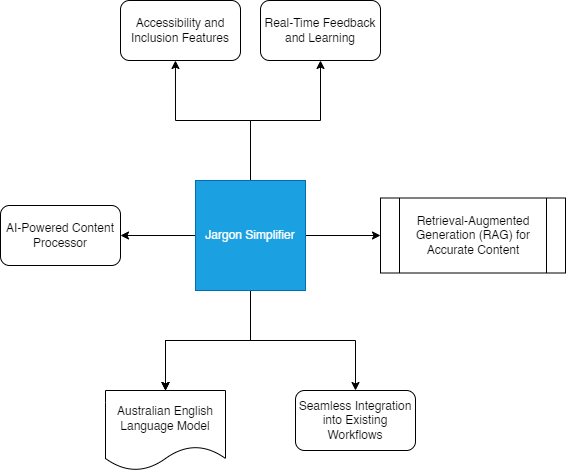 Accessibility and
Inclusion Features
Real-Time Feedback
and Learning
AI-Powered Content
Processor
Jargon Simplifier
Retrieval-Augmented
Generation (RAG) for
Accurate Content
Australian English
Language Model
Seamless Integration
into Existing
Workflows